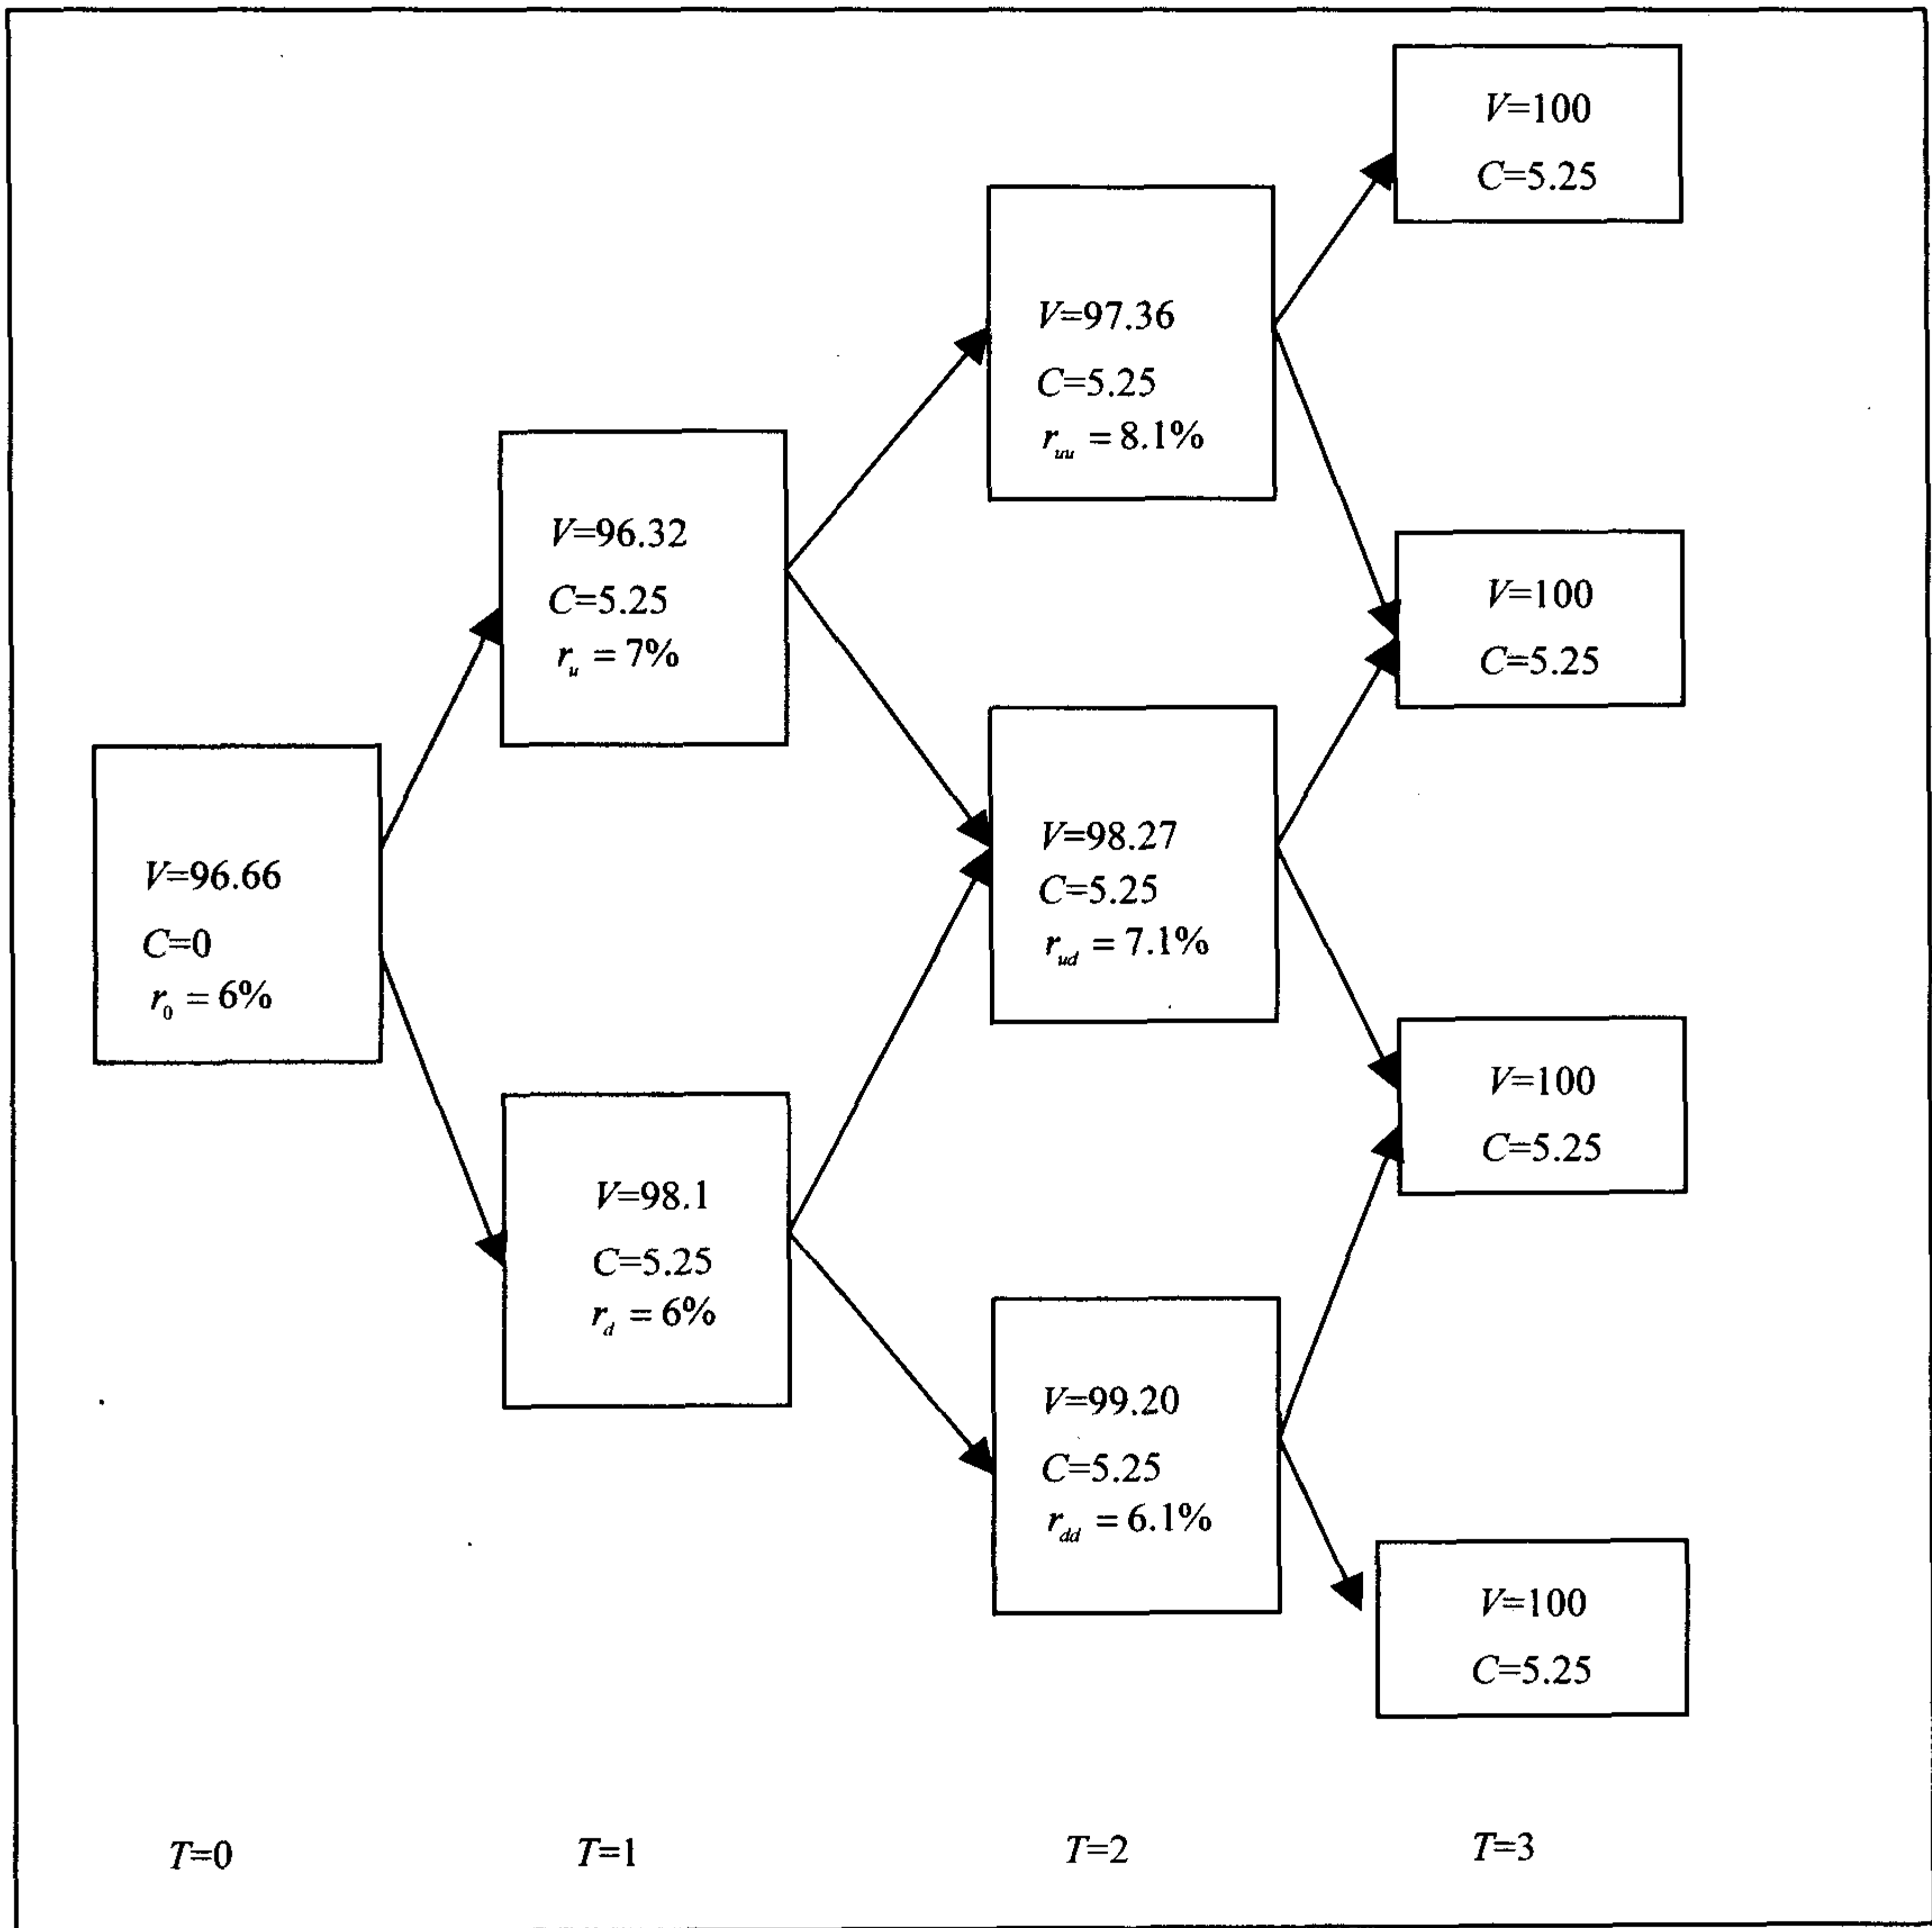 V=100
C=5.25
V=97.36
C=5.25
r_uu = 8.1%
V=96.32
C=5.25
r_u = 7%
V=100
C=5.25
V=96.66
C=0
r_0 = 6%
V=98.27
C=5.25
r_ud = 7.1%
V=98.1
C=5.25
r_d = 6%
V=100
C=5.25
V=99.20
C=5.25
r_dd = 6.1%
V=100
C=5.25
T=0 T=1 T=2 T=3